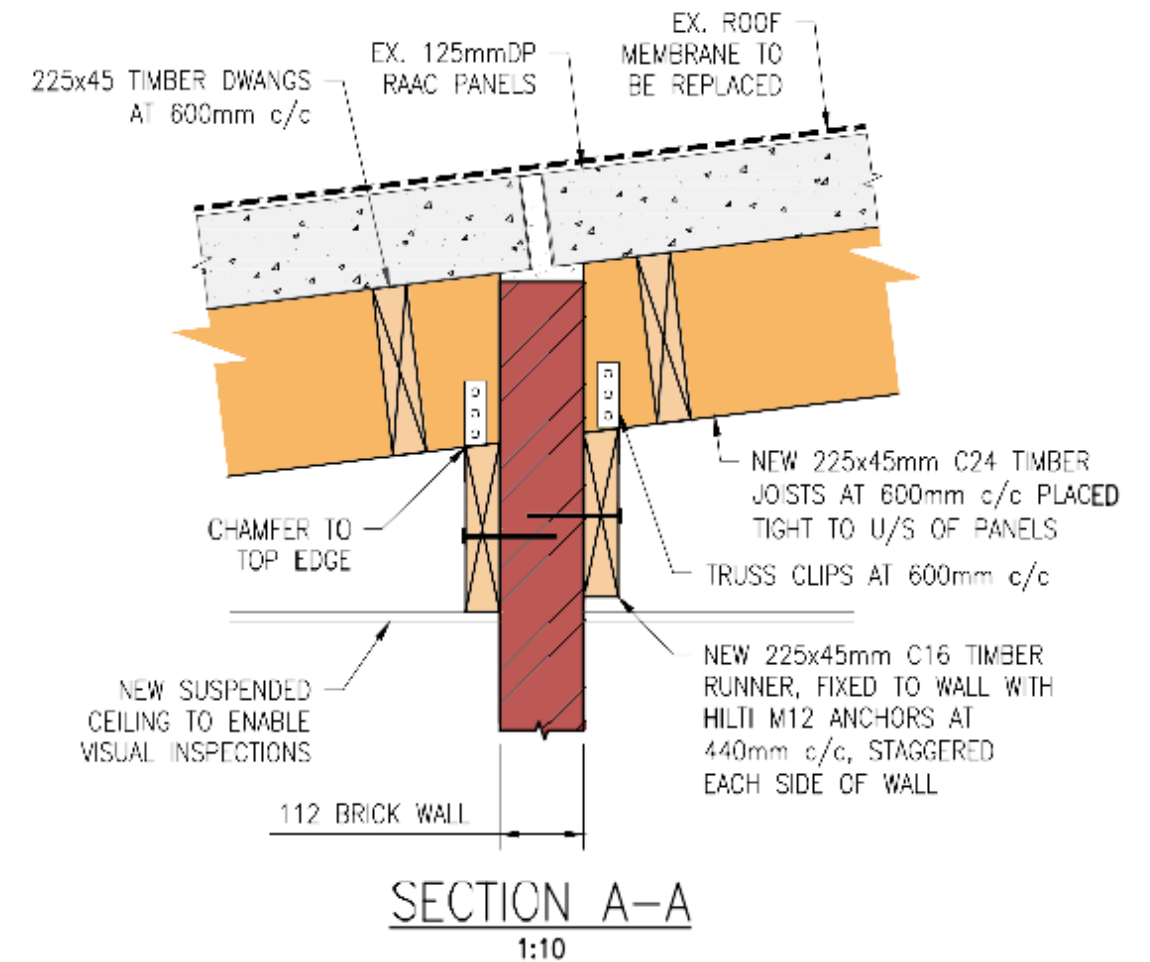 EX. ROOF
MEMBRANE TO
BE REPLACED
EX. 125mmDP
RAAC PANELS
225x45 TIMBER DWANGS
AT 600mm c/c
NEW 225x45mm C24 TIMBER
JOISTS AT 600mm c/c PLACED
TIGHT TO U/S OF PANELS
CHAMFER TO
TOP EDGE
TRUSS CLIPS AT 600mm c/c
NEW 225x45mm C16 TIMBER
RUNNER, FIXED TO WALL WITH
HILTI M12 ANCHORS AT
440mm c/c, STAGGERED
EACH SIDE OF WALL
NEW SUSPENDED
CEILING TO ENABLE
VISUAL INSPECTIONS
112 BRICK WALL
SECTION A-A
1:10